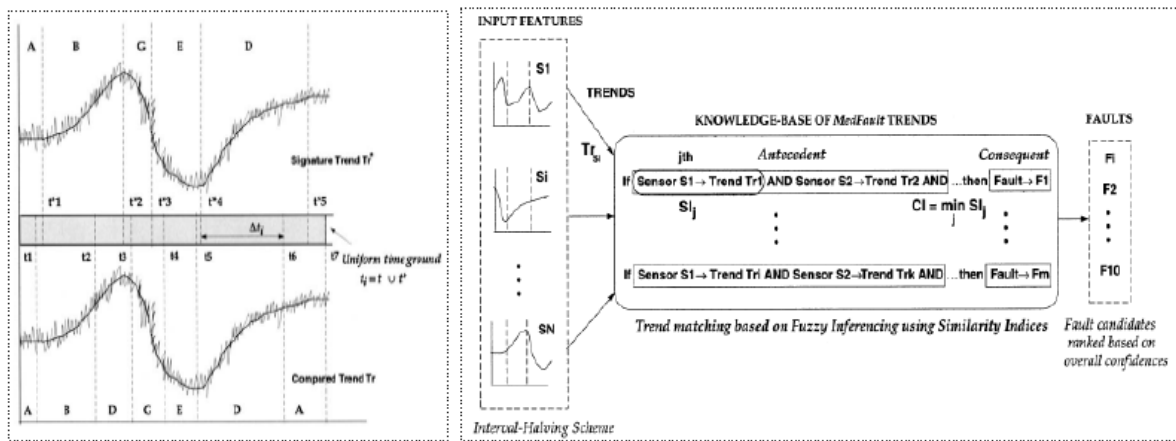 A B G E D
Signature Trend Tr*
t*1 t*2 t*3 t*4 t*5
Δti
t1 t2 t3 t4 t5 t6 t7
Uniform time ground
tj = t ∪ t*
Compared Trend Tr
A B D G E D A
INPUT FEATURES
S1
TRENDS
KNOWLEDGE-BASE OF MedFault TRENDS
FAULTS
Tr_Si
jth Antecedent Consequent
If Sensor S1→ Trend Tr1 AND Sensor S2→Trend Tr2 AND ...then Fault→ F1
SIj CI = min SIj
j
Si
If Sensor S1→ Trend Tri AND Sensor S2→Trend Trk AND ...then Fault→ Fm
Fi
F2
F10
SN
Trend matching based on Fuzzy Inferencing using Similarity Indices
Fault candidates
ranked based on
overall confidences
Interval-Halving Scheme